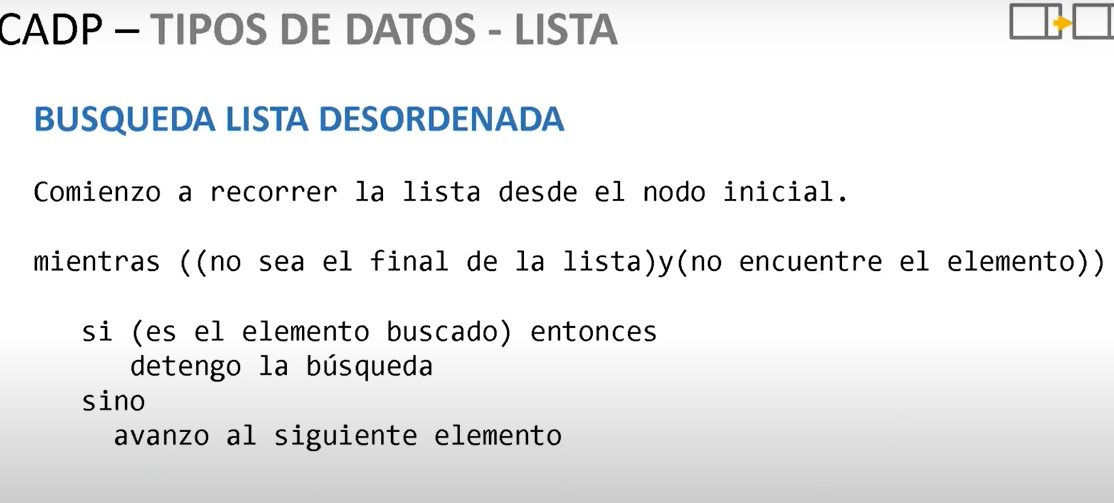 CADP – TIPOS DE DATOS - LISTA
BUSQUEDA LISTA DESORDENADA
Comienzo a recorrer la lista desde el nodo inicial.
mientras ((no sea el final de la lista)y(no encuentre el elemento))
si (es el elemento buscado) entonces
detengo la búsqueda
sino
avanzo al siguiente elemento